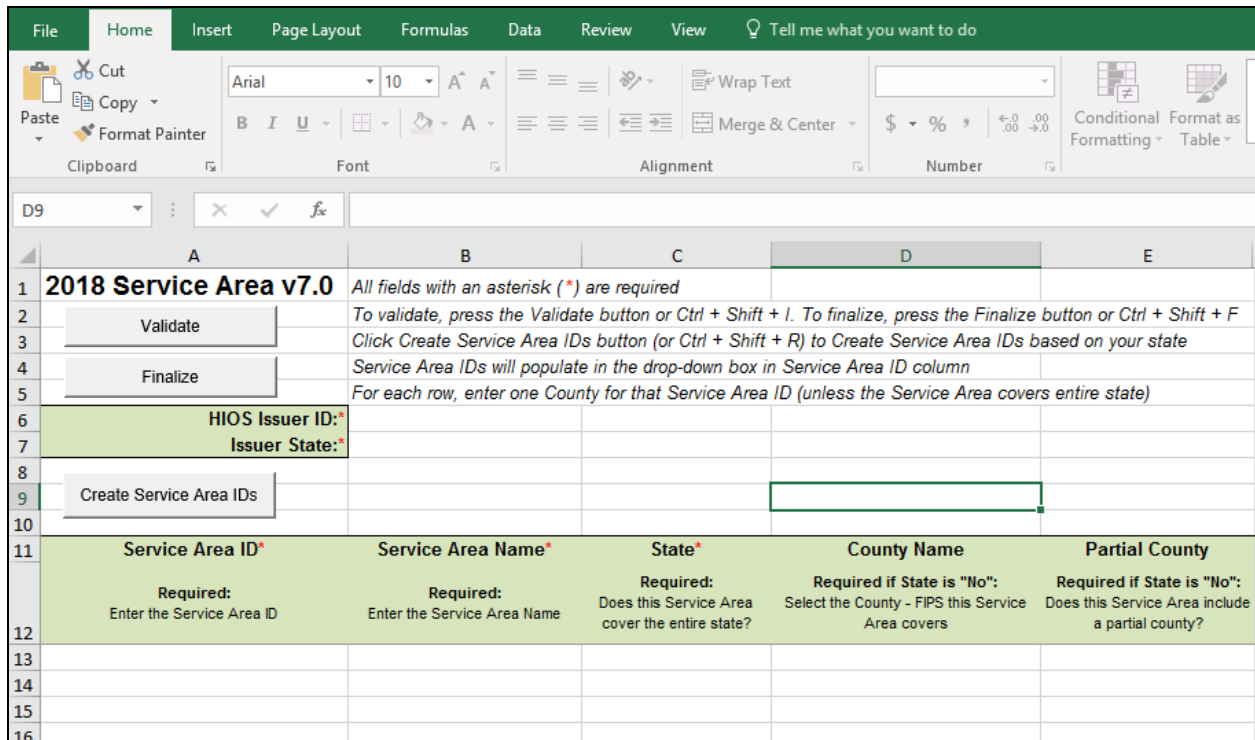 File Home Insert Page Layout Formulas Data Review View Tell me what you want to do
Cut
Copy
Format Painter
Paste
Clipboard
Arial 10 A A
B I U A
Font
Wrap Text
Merge & Center
Alignment
$ % , .0 .00 .00 .0
Number
Conditional Formatting
Format as Table
D9 fx
A B C D E
1 2018 Service Area v7.0 All fields with an asterisk (*) are required
2 Validate To validate, press the Validate button or Ctrl + Shift + I. To finalize, press the Finalize button or Ctrl + Shift + F
3 Click Create Service Area IDs button (or Ctrl + Shift + R) to Create Service Area IDs based on your state
4 Finalize Service Area IDs will populate in the drop-down box in Service Area ID column
5 For each row, enter one County for that Service Area ID (unless the Service Area covers entire state)
6 HIOS Issuer ID:*
7 Issuer State:*
8
9 Create Service Area IDs
10
11 Service Area ID* Service Area Name* State* County Name Partial County
12 Required:
Enter the Service Area ID
Required:
Enter the Service Area Name
Required:
Does this Service Area
cover the entire state?
Required if State is "No":
Select the County - FIPS this Service
Area covers
Required if State is "No":
Does this Service Area include
a partial county?
13
14
15
16